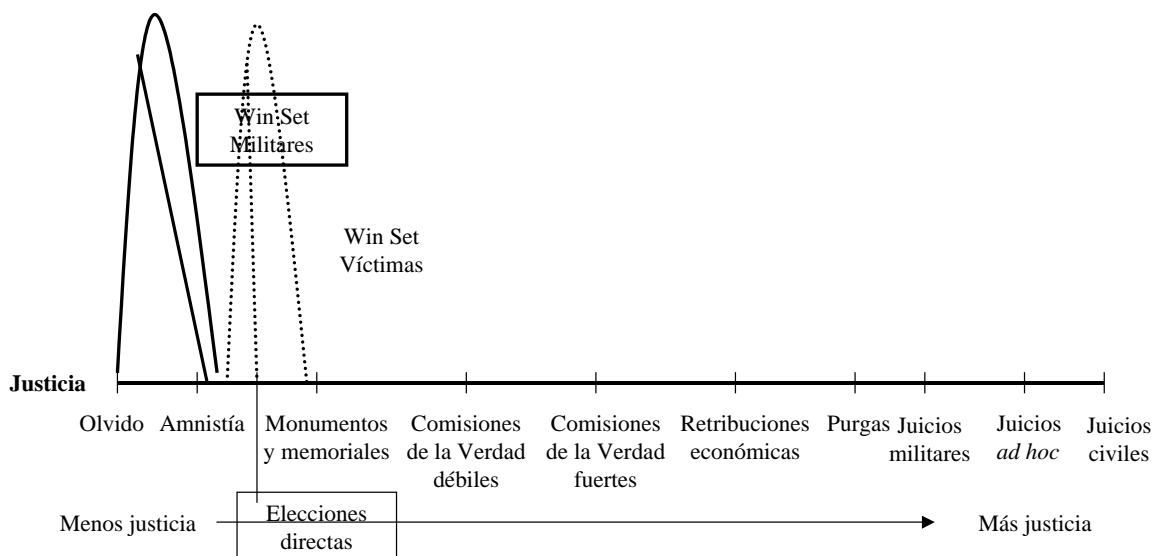 Win Set
Militares
Win Set
Víctimas
Justicia
Olvido
Amnistía
Monumentos
y memoriales
Comisiones
de la Verdad
débiles
Comisiones
de la Verdad
fuertes
Retribuciones
económicas
Purgas
Juicios
militares
Juicios
ad hoc
Juicios
civiles
Menos justicia
Elecciones
directas
Más justicia